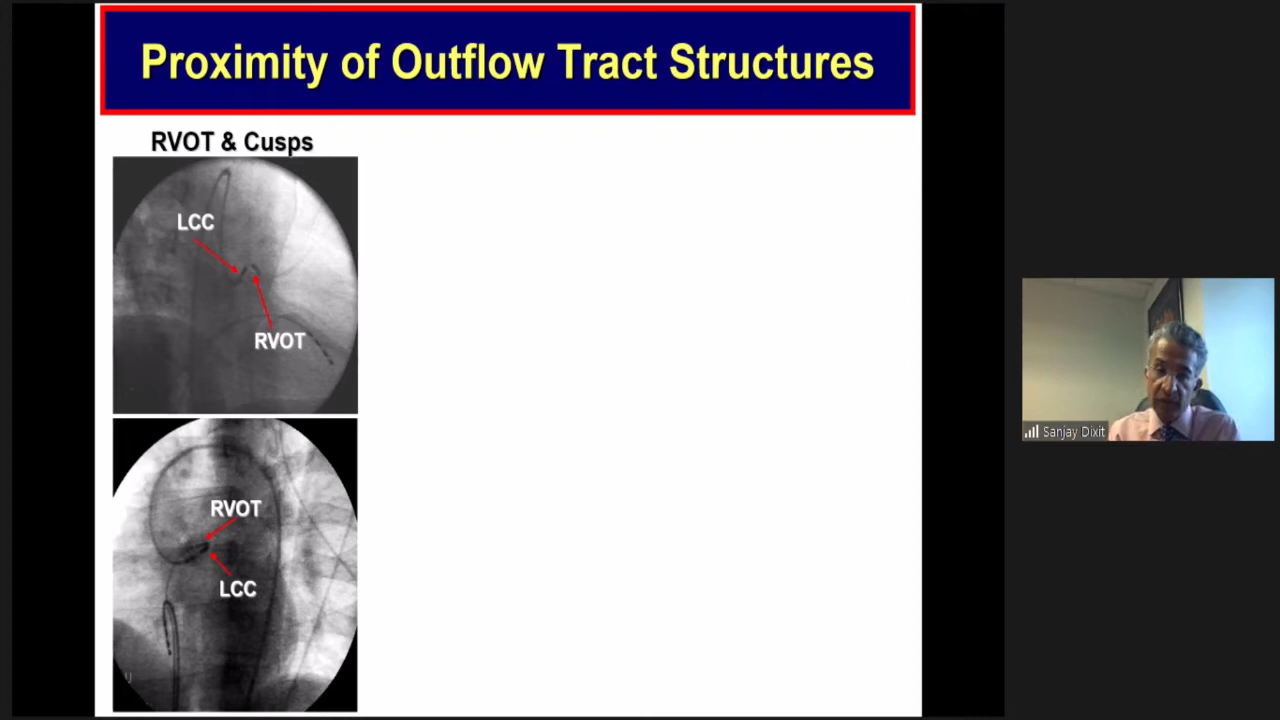 Proximity of Outflow Tract Structures
RVOT & Cusps
LCC
RVOT
RVOT
LCC
Sanjay Dixit